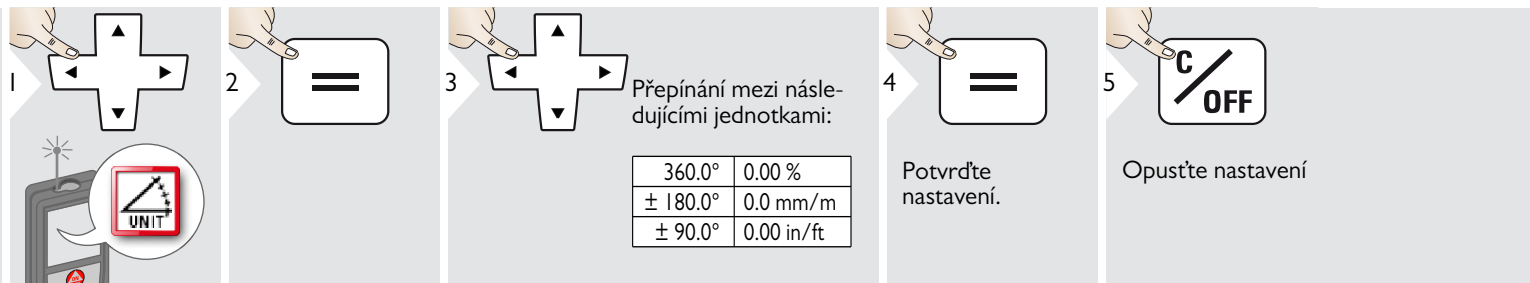 1
UNIT
ON
2
3
Přepínání mezi násle-
dujícími jednotkami:
360.0° 0.00 %
± 180.0° 0.0 mm/m
± 90.0° 0.00 in/ft
4
Potvrďte
nastavení.
5
C/OFF
Opusťte nastavení